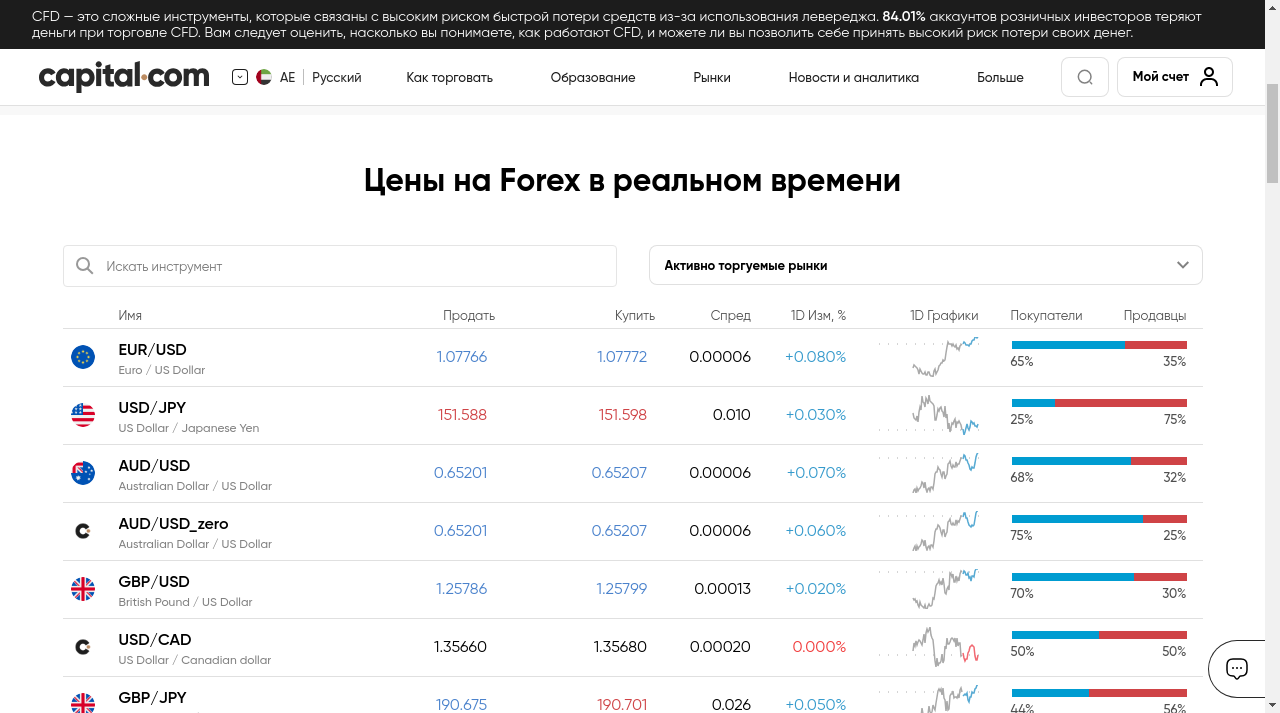 CFD — это сложные инструменты, которые связаны с высоким риском быстрой потери средств из-за использования левереджа. 84.01% аккаунтов розничных инвесторов теряют
деньги при торговле CFD. Вам следует оценить, насколько вы понимаете, как работают CFD, и можете ли вы позволить себе принять высокий риск потери своих денег.
capital.com AE Русский Как торговать Образование Рынки Новости и аналитика Больше Мой счет
Цены на Forex в реальном времени
Искать инструмент Активно торгуемые рынки
Имя Продать Купить Спред 1D Изм, % 1D Графики Покупатели Продавцы
EUR/USD 1.07766 1.07772 0.00006 +0.080%
Euro / US Dollar 65% 35%
USD/JPY 151.588 151.598 0.010 +0.030%
US Dollar / Japanese Yen 25% 75%
AUD/USD 0.65201 0.65207 0.00006 +0.070%
Australian Dollar / US Dollar 68% 32%
AUD/USD_zero 0.65201 0.65207 0.00006 +0.060%
Australian Dollar / US Dollar 75% 25%
GBP/USD 1.25786 1.25799 0.00013 +0.020%
British Pound / US Dollar 70% 30%
USD/CAD 1.35660 1.35680 0.00020 0.000%
US Dollar / Canadian dollar 50% 50%
GBP/JPY 190.675 190.701 0.026 +0.050%
44% 56%